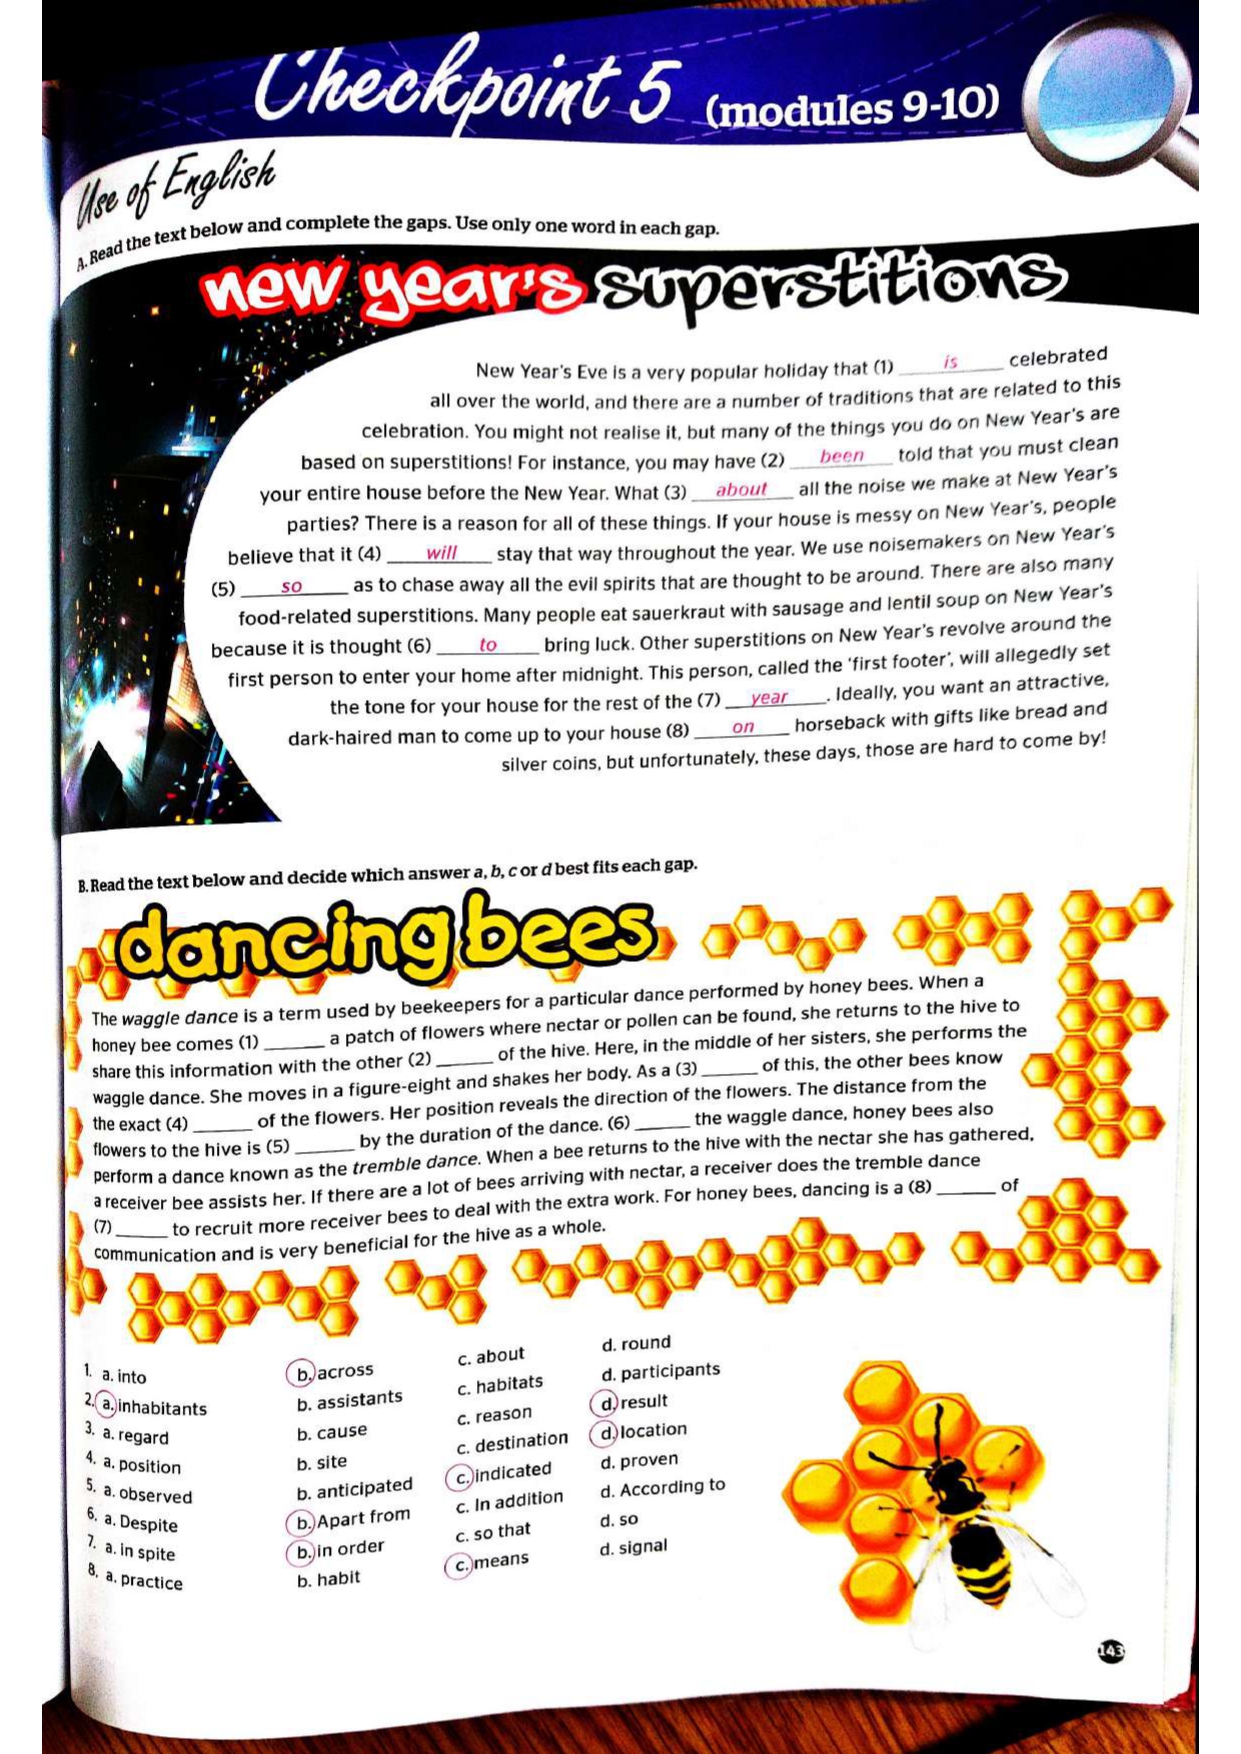 Checkpoint 5 (modules 9-10)
Use of English
A. Read the text below and complete the gaps. Use only one word in each gap.
new year's superstitions
New Year's Eve is a very popular holiday that (1) is celebrated
all over the world, and there are a number of traditions that are related to this
celebration. You might not realise it, but many of the things you do on New Year's are
based on superstitions! For instance, you may have (2) been told that you must clean
your entire house before the New Year. What (3) about all the noise we make at New Year's
parties? There is a reason for all of these things. If your house is messy on New Year's, people
believe that it (4) will stay that way throughout the year. We use noisemakers on New Year's
(5) so as to chase away all the evil spirits that are thought to be around. There are also many
food-related superstitions. Many people eat sauerkraut with sausage and lentil soup on New Year's
because it is thought (6) to bring luck. Other superstitions on New Year's revolve around the
first person to enter your home after midnight. This person, called the 'first footer', will allegedly set
the tone for your house for the rest of the (7) year. Ideally, you want an attractive,
dark-haired man to come up to your house (8) on horseback with gifts like bread and
silver coins, but unfortunately, these days, those are hard to come by!
B. Read the text below and decide which answer a, b, c or d best fits each gap.
dancing bees
The waggle dance is a term used by beekeepers for a particular dance performed by honey bees. When a
honey bee comes (1) ______ a patch of flowers where nectar or pollen can be found, she returns to the hive to
share this information with the other (2) ______ of the hive. Here, in the middle of her sisters, she performs the
waggle dance. She moves in a figure-eight and shakes her body. As a (3) ______ of this, the other bees know
the exact (4) ______ of the flowers. Her position reveals the direction of the flowers. The distance from the
flowers to the hive is (5) ______ by the duration of the dance. (6) ______ the waggle dance, honey bees also
perform a dance known as the tremble dance. When a bee returns to the hive with the nectar she has gathered,
a receiver bee assists her. If there are a lot of bees arriving with nectar, a receiver does the tremble dance
(7) ______ to recruit more receiver bees to deal with the extra work. For honey bees, dancing is a (8) ______ of
communication and is very beneficial for the hive as a whole.
1. a. into b. across c. about d. round
2. a. inhabitants b. assistants c. habitats d. participants
3. a. regard b. cause c. reason d. result
4. a. position b. site c. destination d. location
5. a. observed b. anticipated c. indicated d. proven
6. a. Despite b. Apart from c. In addition d. According to
7. a. in spite b. in order c. so that d. so
8. a. practice b. habit c. means d. signal
143